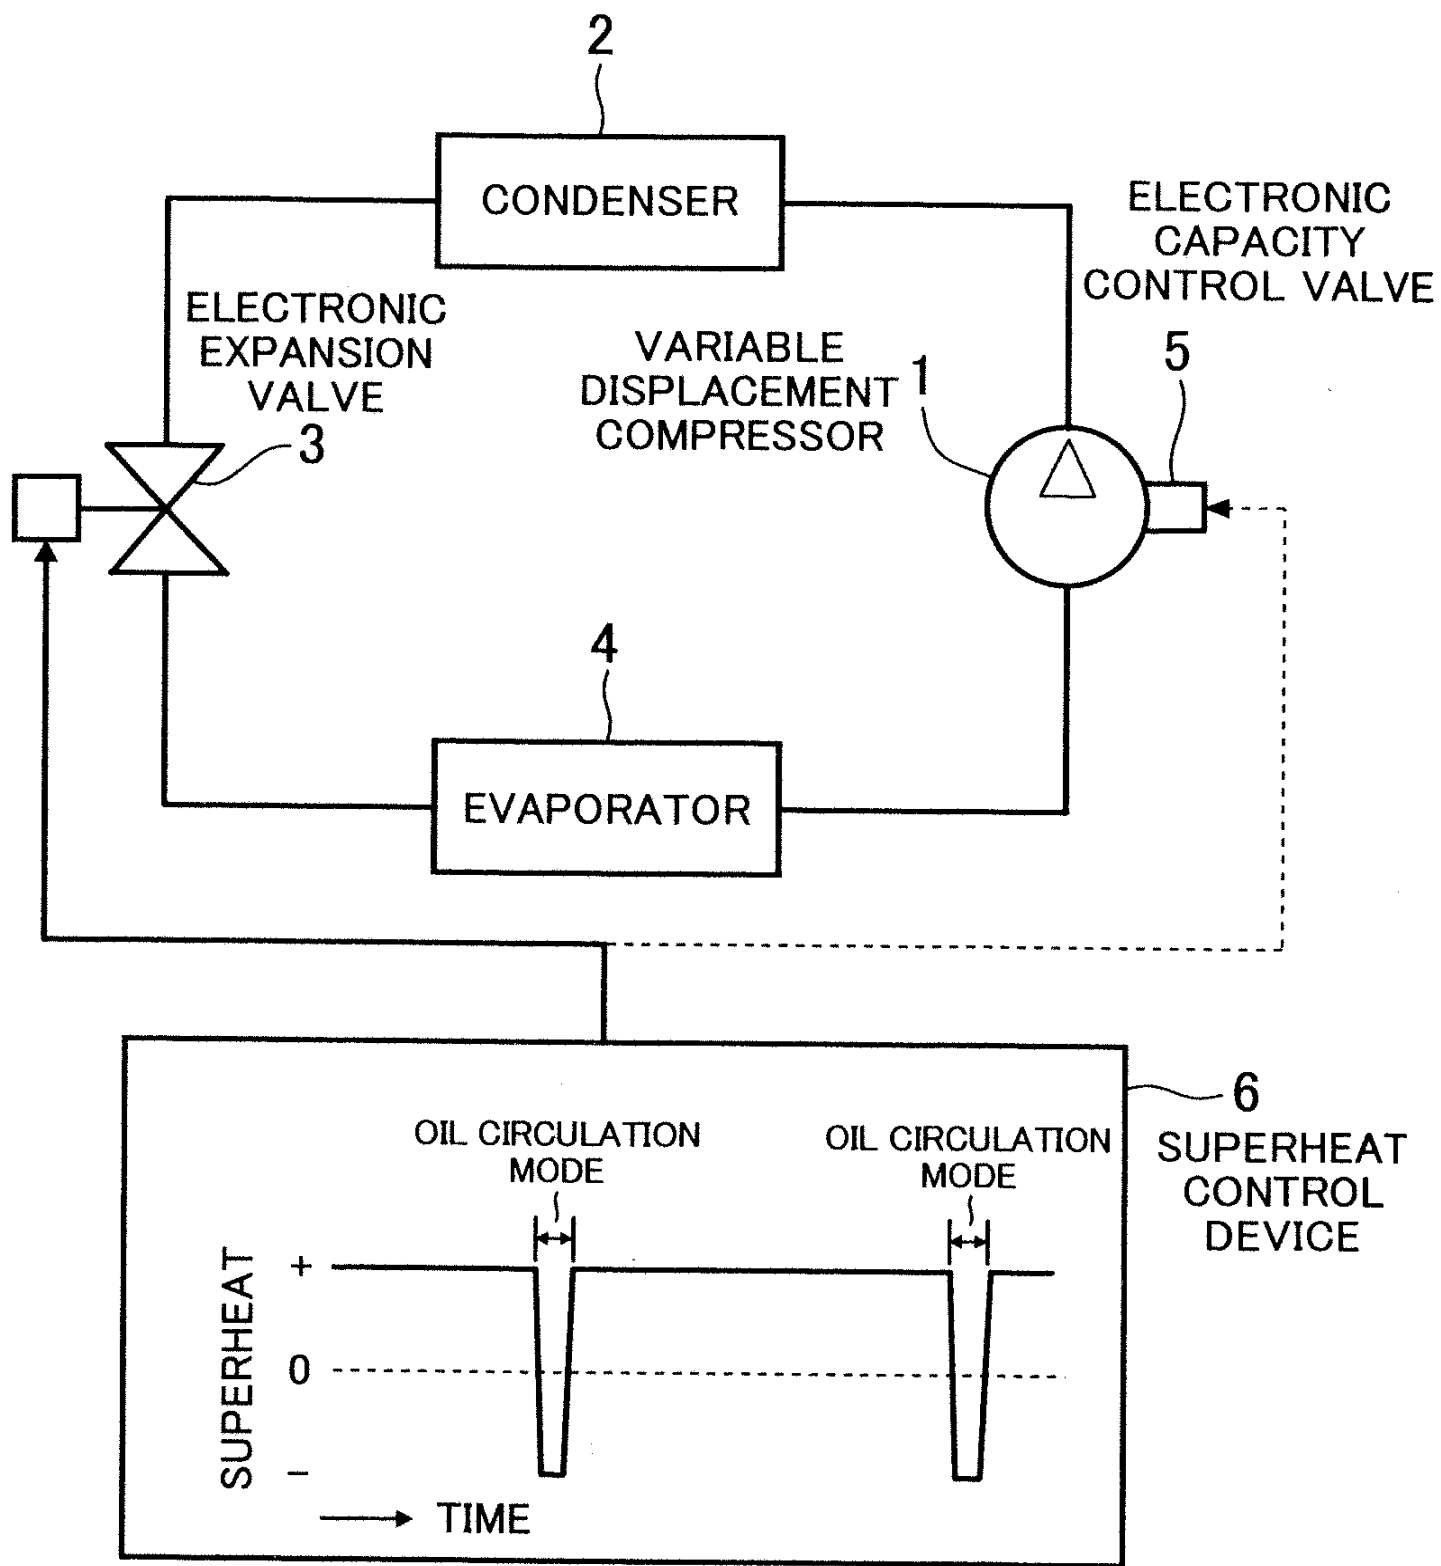 2
CONDENSER
ELECTRONIC
CAPACITY
CONTROL VALVE
5
ELECTRONIC
EXPANSION
VALVE
3
VARIABLE
DISPLACEMENT
COMPRESSOR
1
4
EVAPORATOR
6
SUPERHEAT
CONTROL
DEVICE
OIL CIRCULATION
MODE
OIL CIRCULATION
MODE
SUPERHEAT
+
0
-
TIME